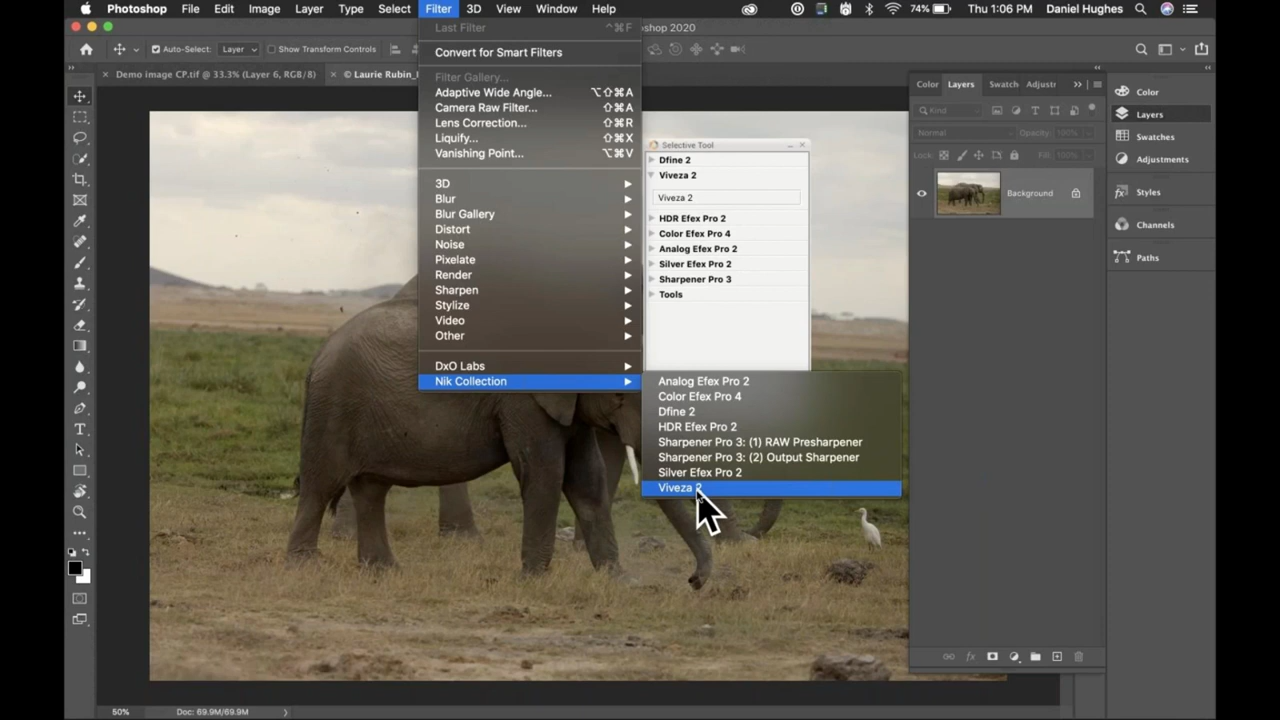 Photoshop File Edit Image Layer Type Select Filter 3D View Window Help 74% Thu 1:06 PM Daniel Hughes
shop 2020
Auto-Select: Layer Show Transform Controls
Demo image CP.tif @ 33.3% (Layer 6, RGB/8) © Laurie Rubin_
Last Filter ^⌘F
Convert for Smart Filters
Filter Gallery...
Adaptive Wide Angle... ⌥⇧⌘A
Camera Raw Filter... ⇧⌘A
Lens Correction... ⇧⌘R
Liquify... ⇧⌘X
Vanishing Point... ⌥⌘V
3D
Blur
Blur Gallery
Distort
Noise
Pixelate
Render
Sharpen
Stylize
Video
Other
DxO Labs
Nik Collection
Selective Tool
Dfine 2
Viveza 2
Viveza 2
HDR Efex Pro 2
Color Efex Pro 4
Analog Efex Pro 2
Silver Efex Pro 2
Sharpener Pro 3
Tools
Analog Efex Pro 2
Color Efex Pro 4
Dfine 2
HDR Efex Pro 2
Sharpener Pro 3: (1) RAW Presharpener
Sharpener Pro 3: (2) Output Sharpener
Silver Efex Pro 2
Viveza 2
Color Layers Swatch Adjustr
Kind
Normal Opacity: 100%
Lock: Fill: 100%
Background
Color
Layers
Swatches
Adjustments
Styles
Channels
Paths
50% Doc: 69.9M/69.9M